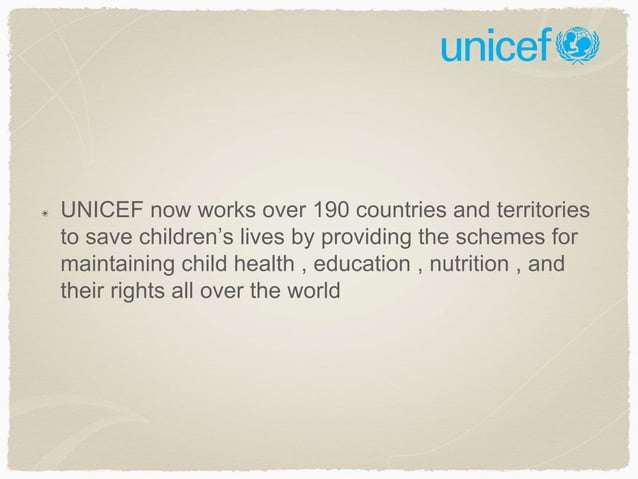 unicef
UNICEF now works over 190 countries and territories
to save children’s lives by providing the schemes for
maintaining child health , education , nutrition , and
their rights all over the world